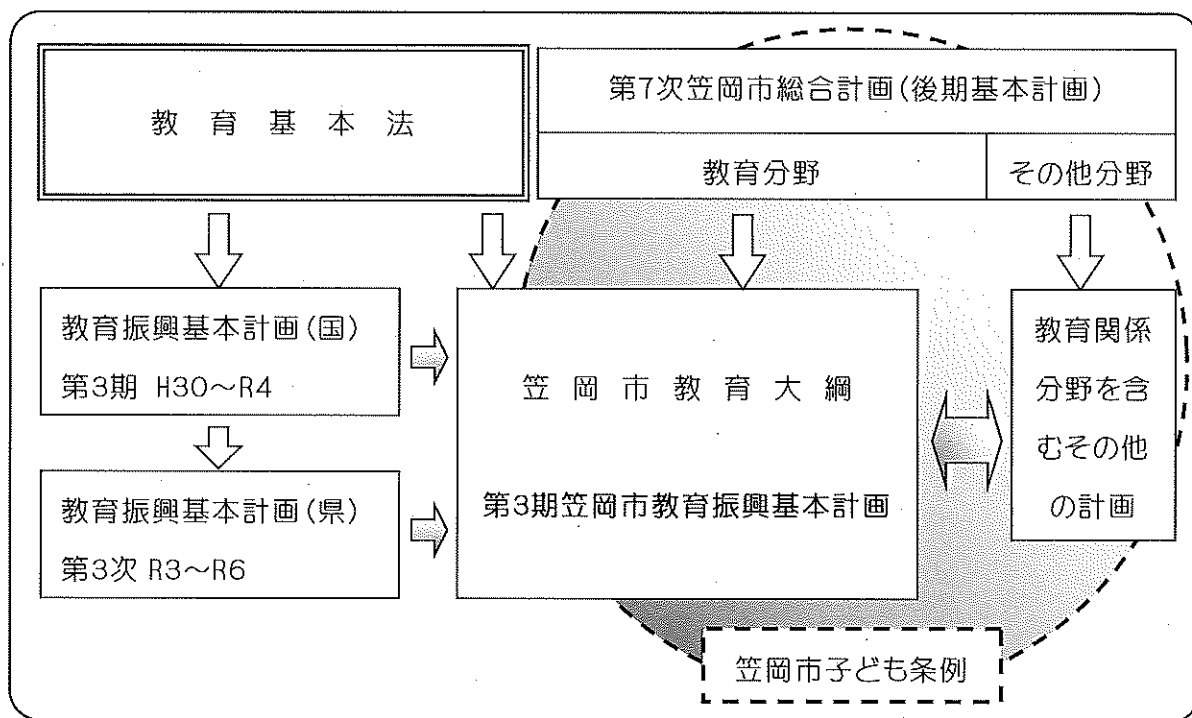 教育基本法
第7次笠岡市総合計画(後期基本計画)
教育分野
その他分野
教育振興基本計画(国)
第3期 H30～R4
教育振興基本計画(県)
第3次 R3～R6
笠岡市教育大綱
第3期笠岡市教育振興基本計画
教育関係
分野を含
むその他
の計画
笠岡市子ども条例